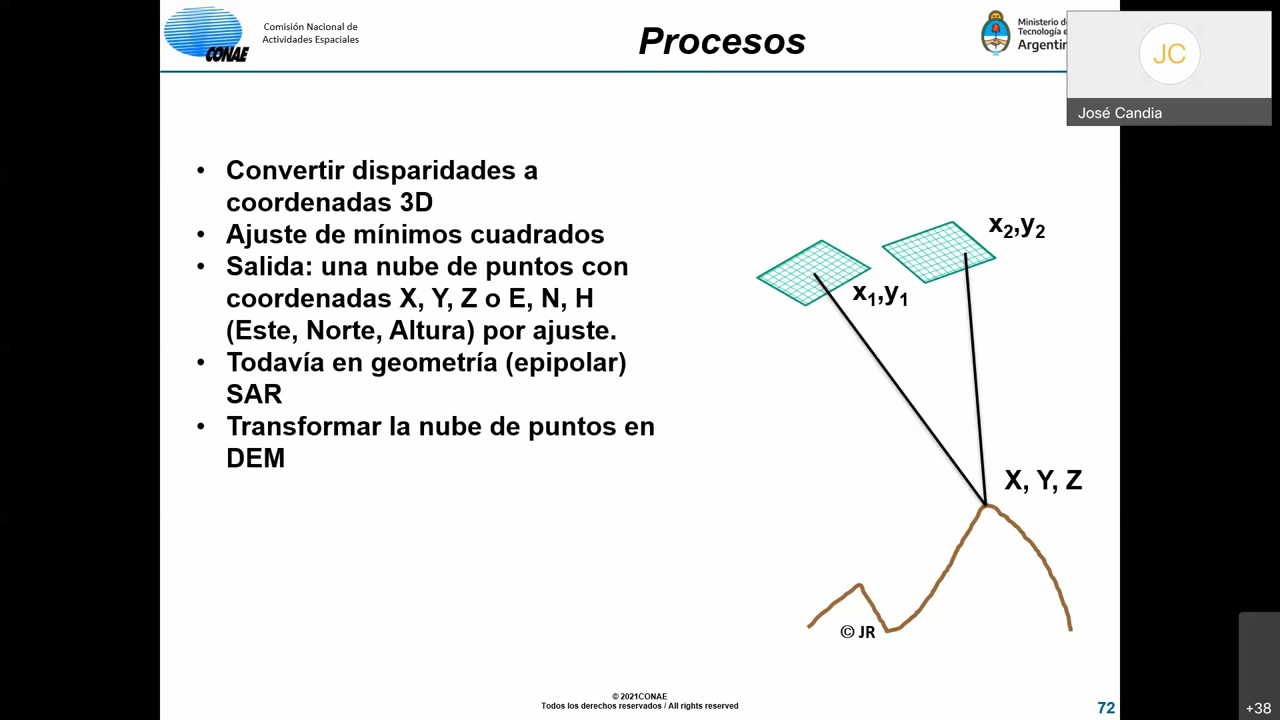 CONAE
Comisión Nacional de
Actividades Espaciales
Procesos
Ministerio de
Tecnología e
Argentin
JC
José Candia
• Convertir disparidades a
coordenadas 3D
• Ajuste de mínimos cuadrados
• Salida: una nube de puntos con
coordenadas X, Y, Z o E, N, H
(Este, Norte, Altura) por ajuste.
• Todavía en geometría (epipolar)
SAR
• Transformar la nube de puntos en
DEM
x₂,y₂
x₁,y₁
X, Y, Z
© JR
© 2021CONAE
Todos los derechos reservados / All rights reserved
72
+38